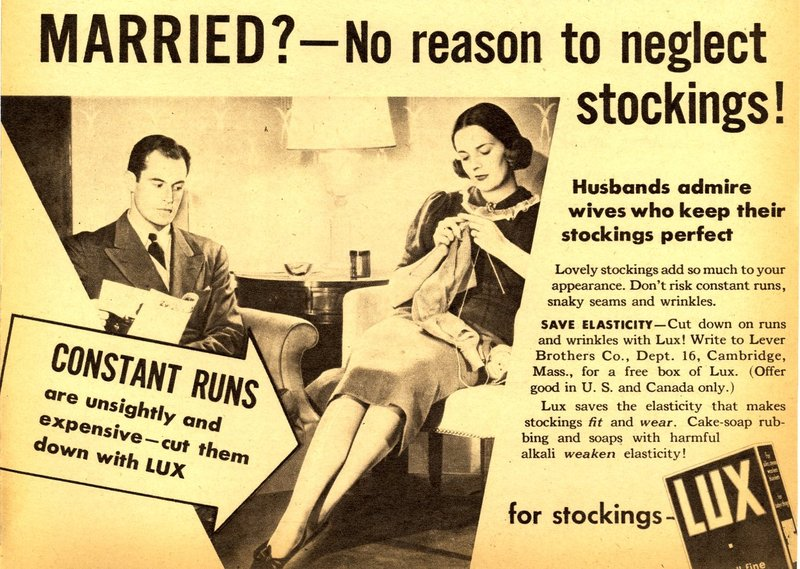 MARRIED?—No reason to neglect
stockings!
Husbands admire
wives who keep their
stockings perfect
Lovely stockings add so much to your
appearance. Don't risk constant runs,
snaky seams and wrinkles.
SAVE ELASTICITY—Cut down on runs
and wrinkles with Lux! Write to Lever
Brothers Co., Dept. 16, Cambridge,
Mass., for a free box of Lux. (Offer
good in U. S. and Canada only.)
Lux saves the elasticity that makes
stockings fit and wear. Cake-soap rub-
bing and soaps with harmful
alkali weaken elasticity!
CONSTANT RUNS
are unsightly and
expensive—cut them
down with LUX
for stockings–
LUX
fine